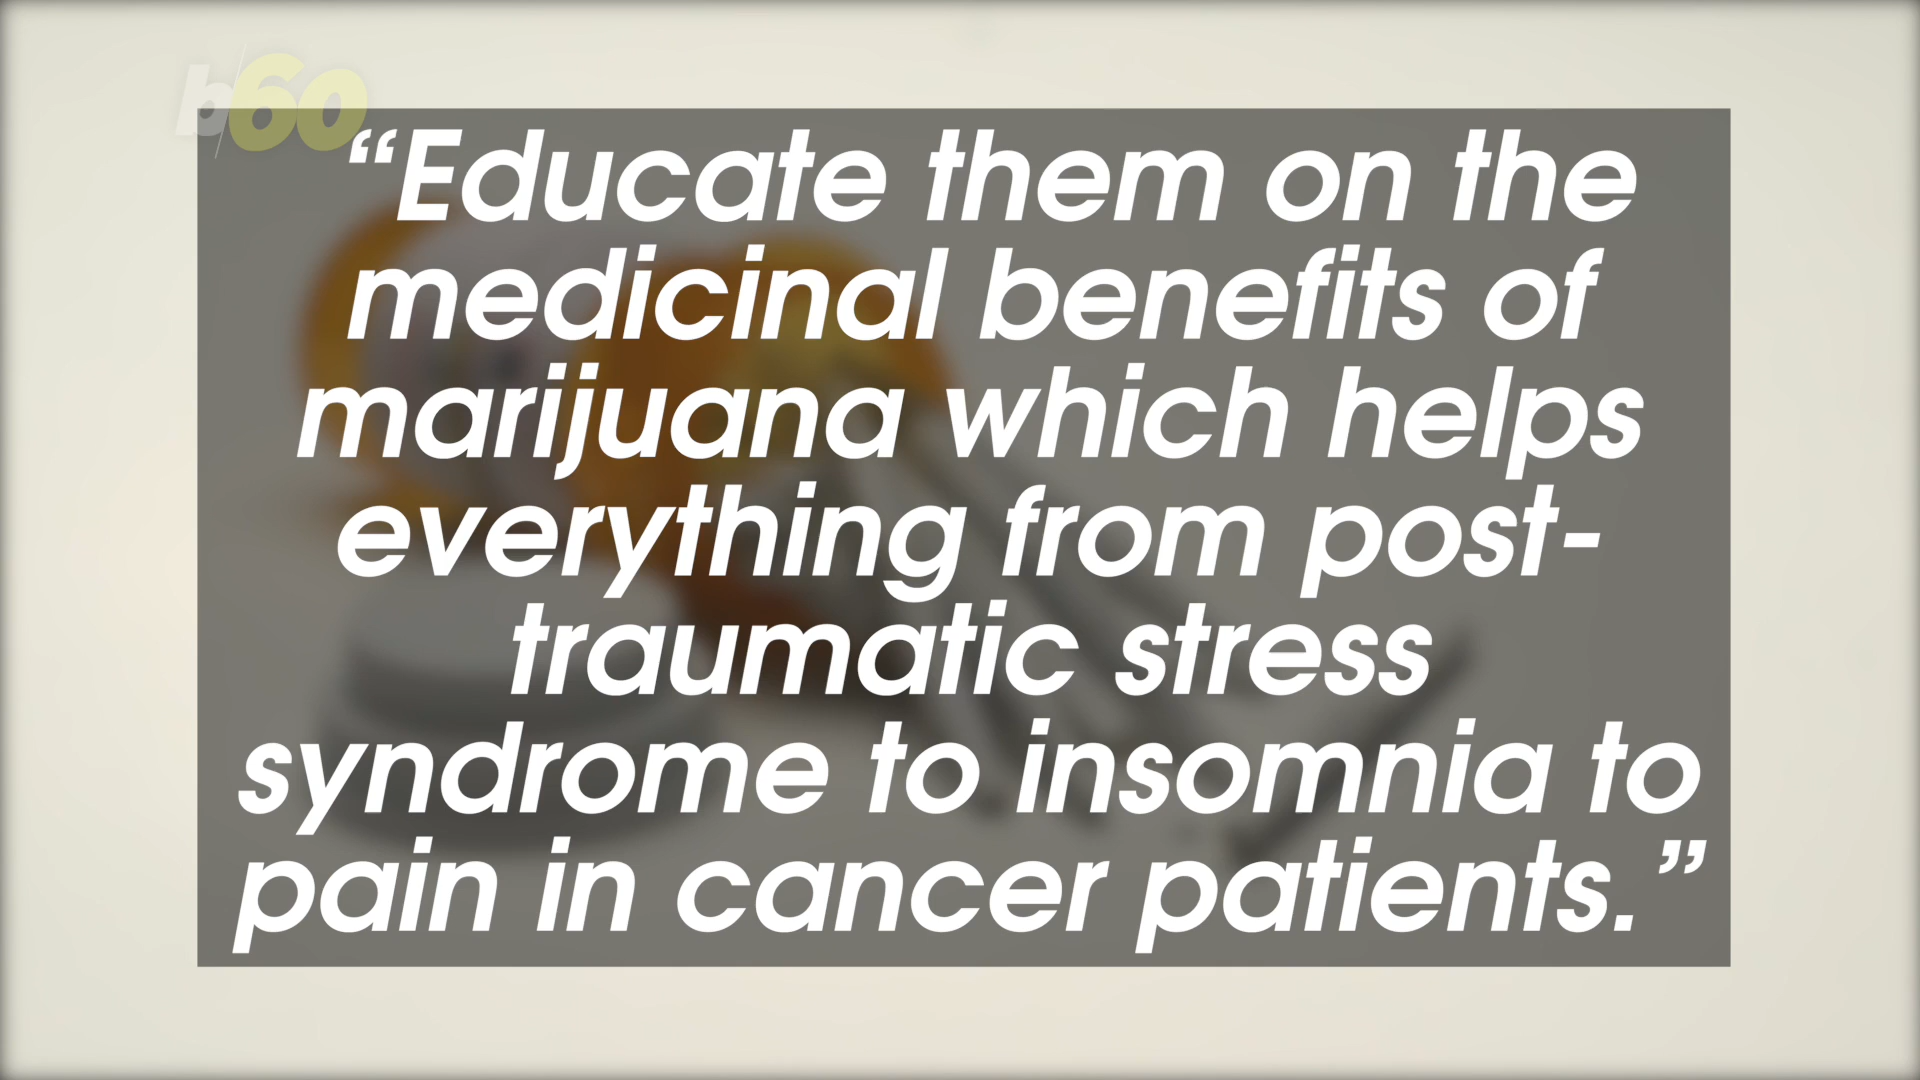 b/60
“Educate them on the
medicinal benefits of
marijuana which helps
everything from post-
traumatic stress
syndrome to insomnia to
pain in cancer patients.”